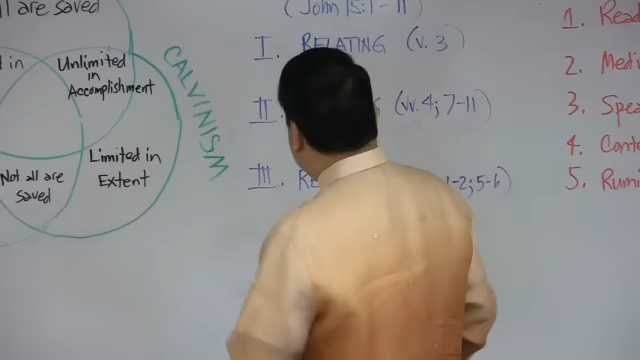 are saved
in
Unlimited
in
Accomplishment
Not all are
saved
Limited in
Extent
CALVINISM
(John 15:1-11)
I. RELATING (v. 3)
II. (vv. 4; 7-11)
III. 1-2; 5-6)
1. Read
2. Medi
3. Spea
4. Conte
5. Rumi